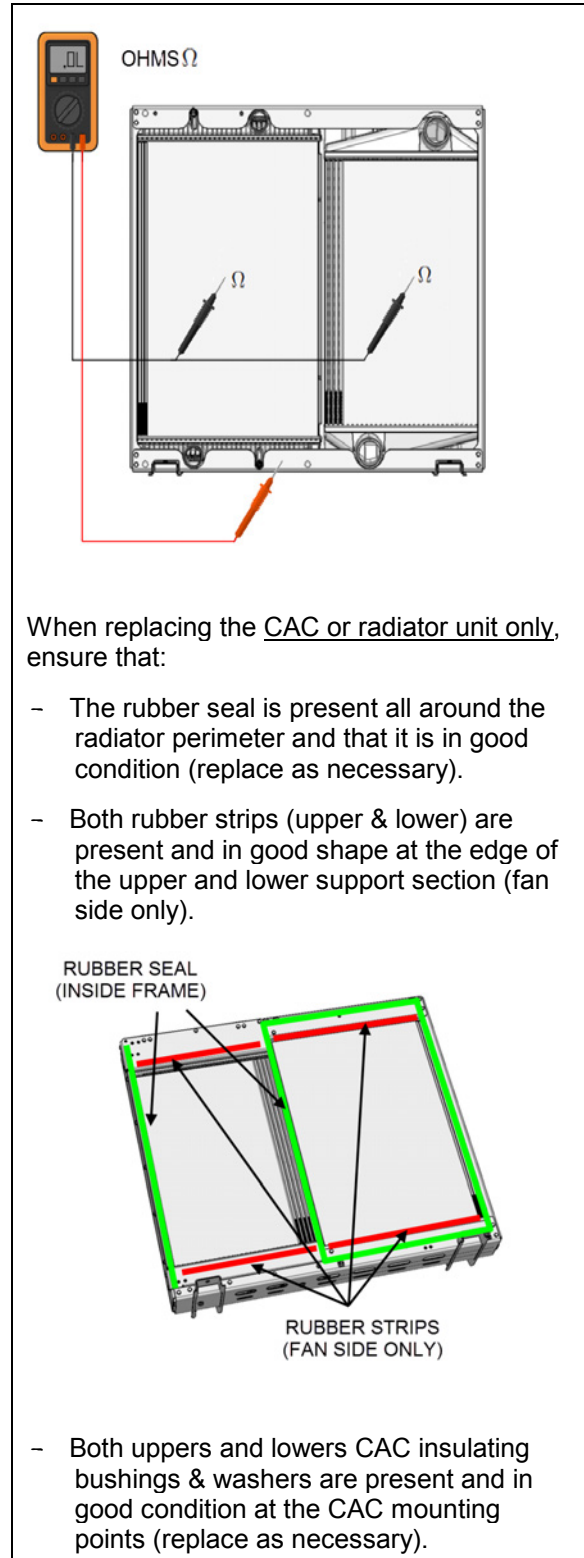 .0L
OHMS Ω
Ω
Ω
When replacing the CAC or radiator unit only,
ensure that:
– The rubber seal is present all around the
radiator perimeter and that it is in good
condition (replace as necessary).
– Both rubber strips (upper & lower) are
present and in good shape at the edge of
the upper and lower support section (fan
side only).
RUBBER SEAL
(INSIDE FRAME)
RUBBER STRIPS
(FAN SIDE ONLY)
– Both uppers and lowers CAC insulating
bushings & washers are present and in
good condition at the CAC mounting
points (replace as necessary).